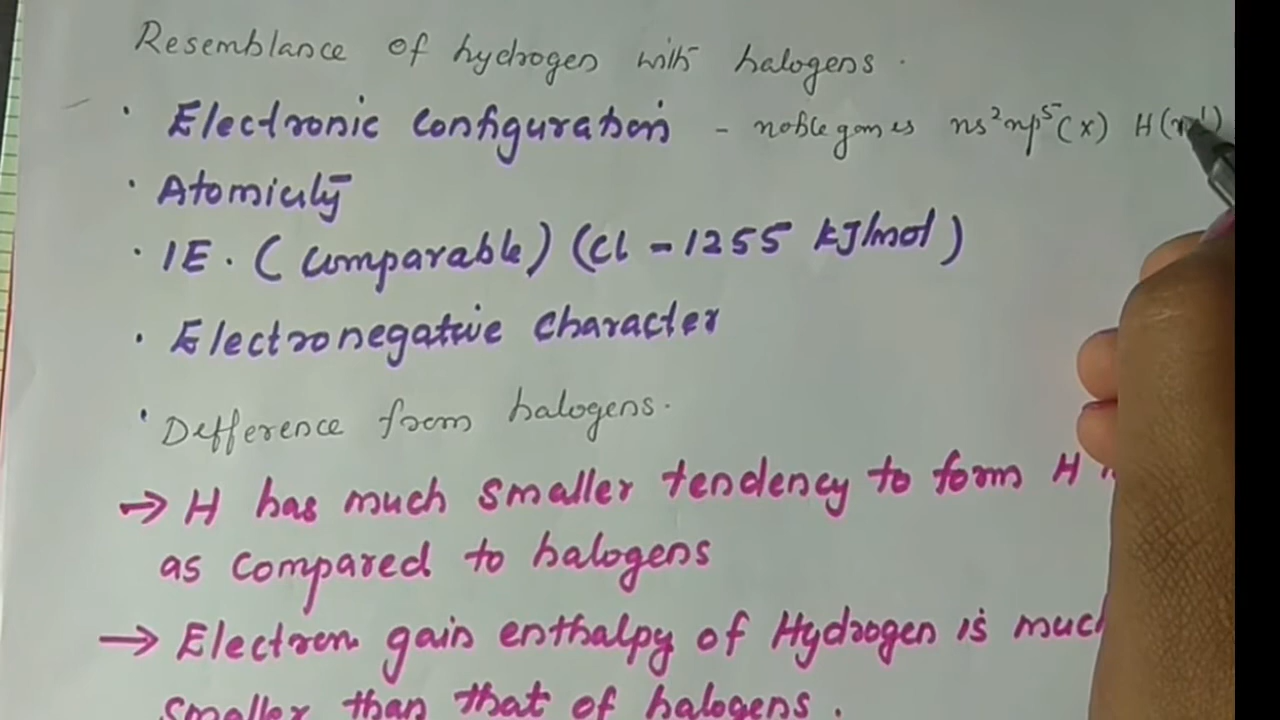 Resemblance of hydrogen with halogens.
· Electronic Configuration - noble gases ns²np⁵(x) H
· Atomicity
· IE. (Comparable) (Cl - 1255 kJ/mol)
· Electronegative Character
· Difference from halogens.
→ H has much smaller tendency to form H
as compared to halogens
→ Electron gain enthalpy of Hydrogen is much
smaller than that of halogens.